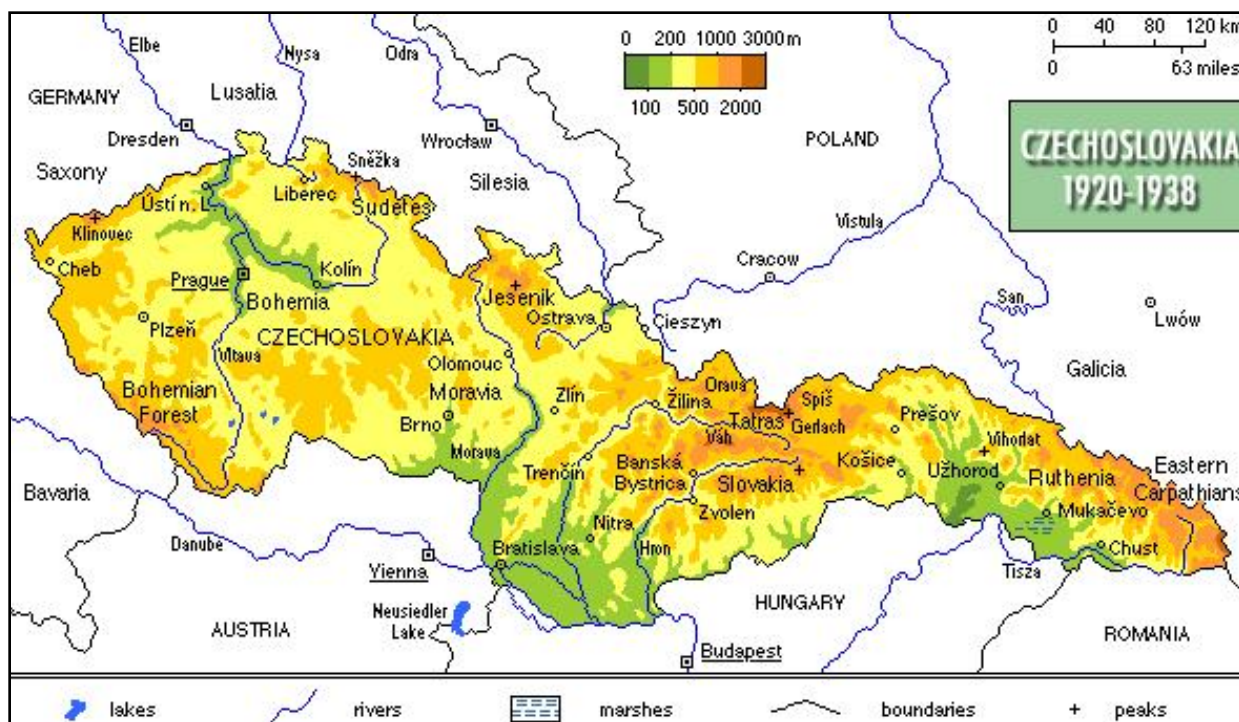 0 200 1000 3000 m
100 500 2000
0 40 80 120 km
0 63 miles
CZECHOSLOVAKIA
1920-1938
Elbe
Nysa
Odra
GERMANY
Lusatia
Dresden
Wrocław
POLAND
Saxony
Sněžka
Silesia
Ústí n. L.
Liberec
Sudetes
Klinovec
Vistula
Cheb
Prague
Kolín
Cracow
Bohemia
Jesenik
San
Plzeň
CZECHOSLOVAKIA
Ostrava
Cieszyn
Lwów
Vltava
Olomouc
Galicia
Bohemian
Forest
Moravia
Zlín
Žilina
Orava
Tatras
Spiš
Gerlach
Prešov
Brno
Váh
Vihorlat
Morava
Trenčín
Banská
Bystrica
Slovakia
Košice
Užhorod
Ruthenia
Eastern
Carpathians
Bavaria
Zvolen
Mukačevo
Nitra
Danube
Bratislava
Hron
Chust
Vienna
Tisza
Neusiedler
Lake
HUNGARY
AUSTRIA
Budapest
ROMANIA
lakes rivers marshes boundaries peaks